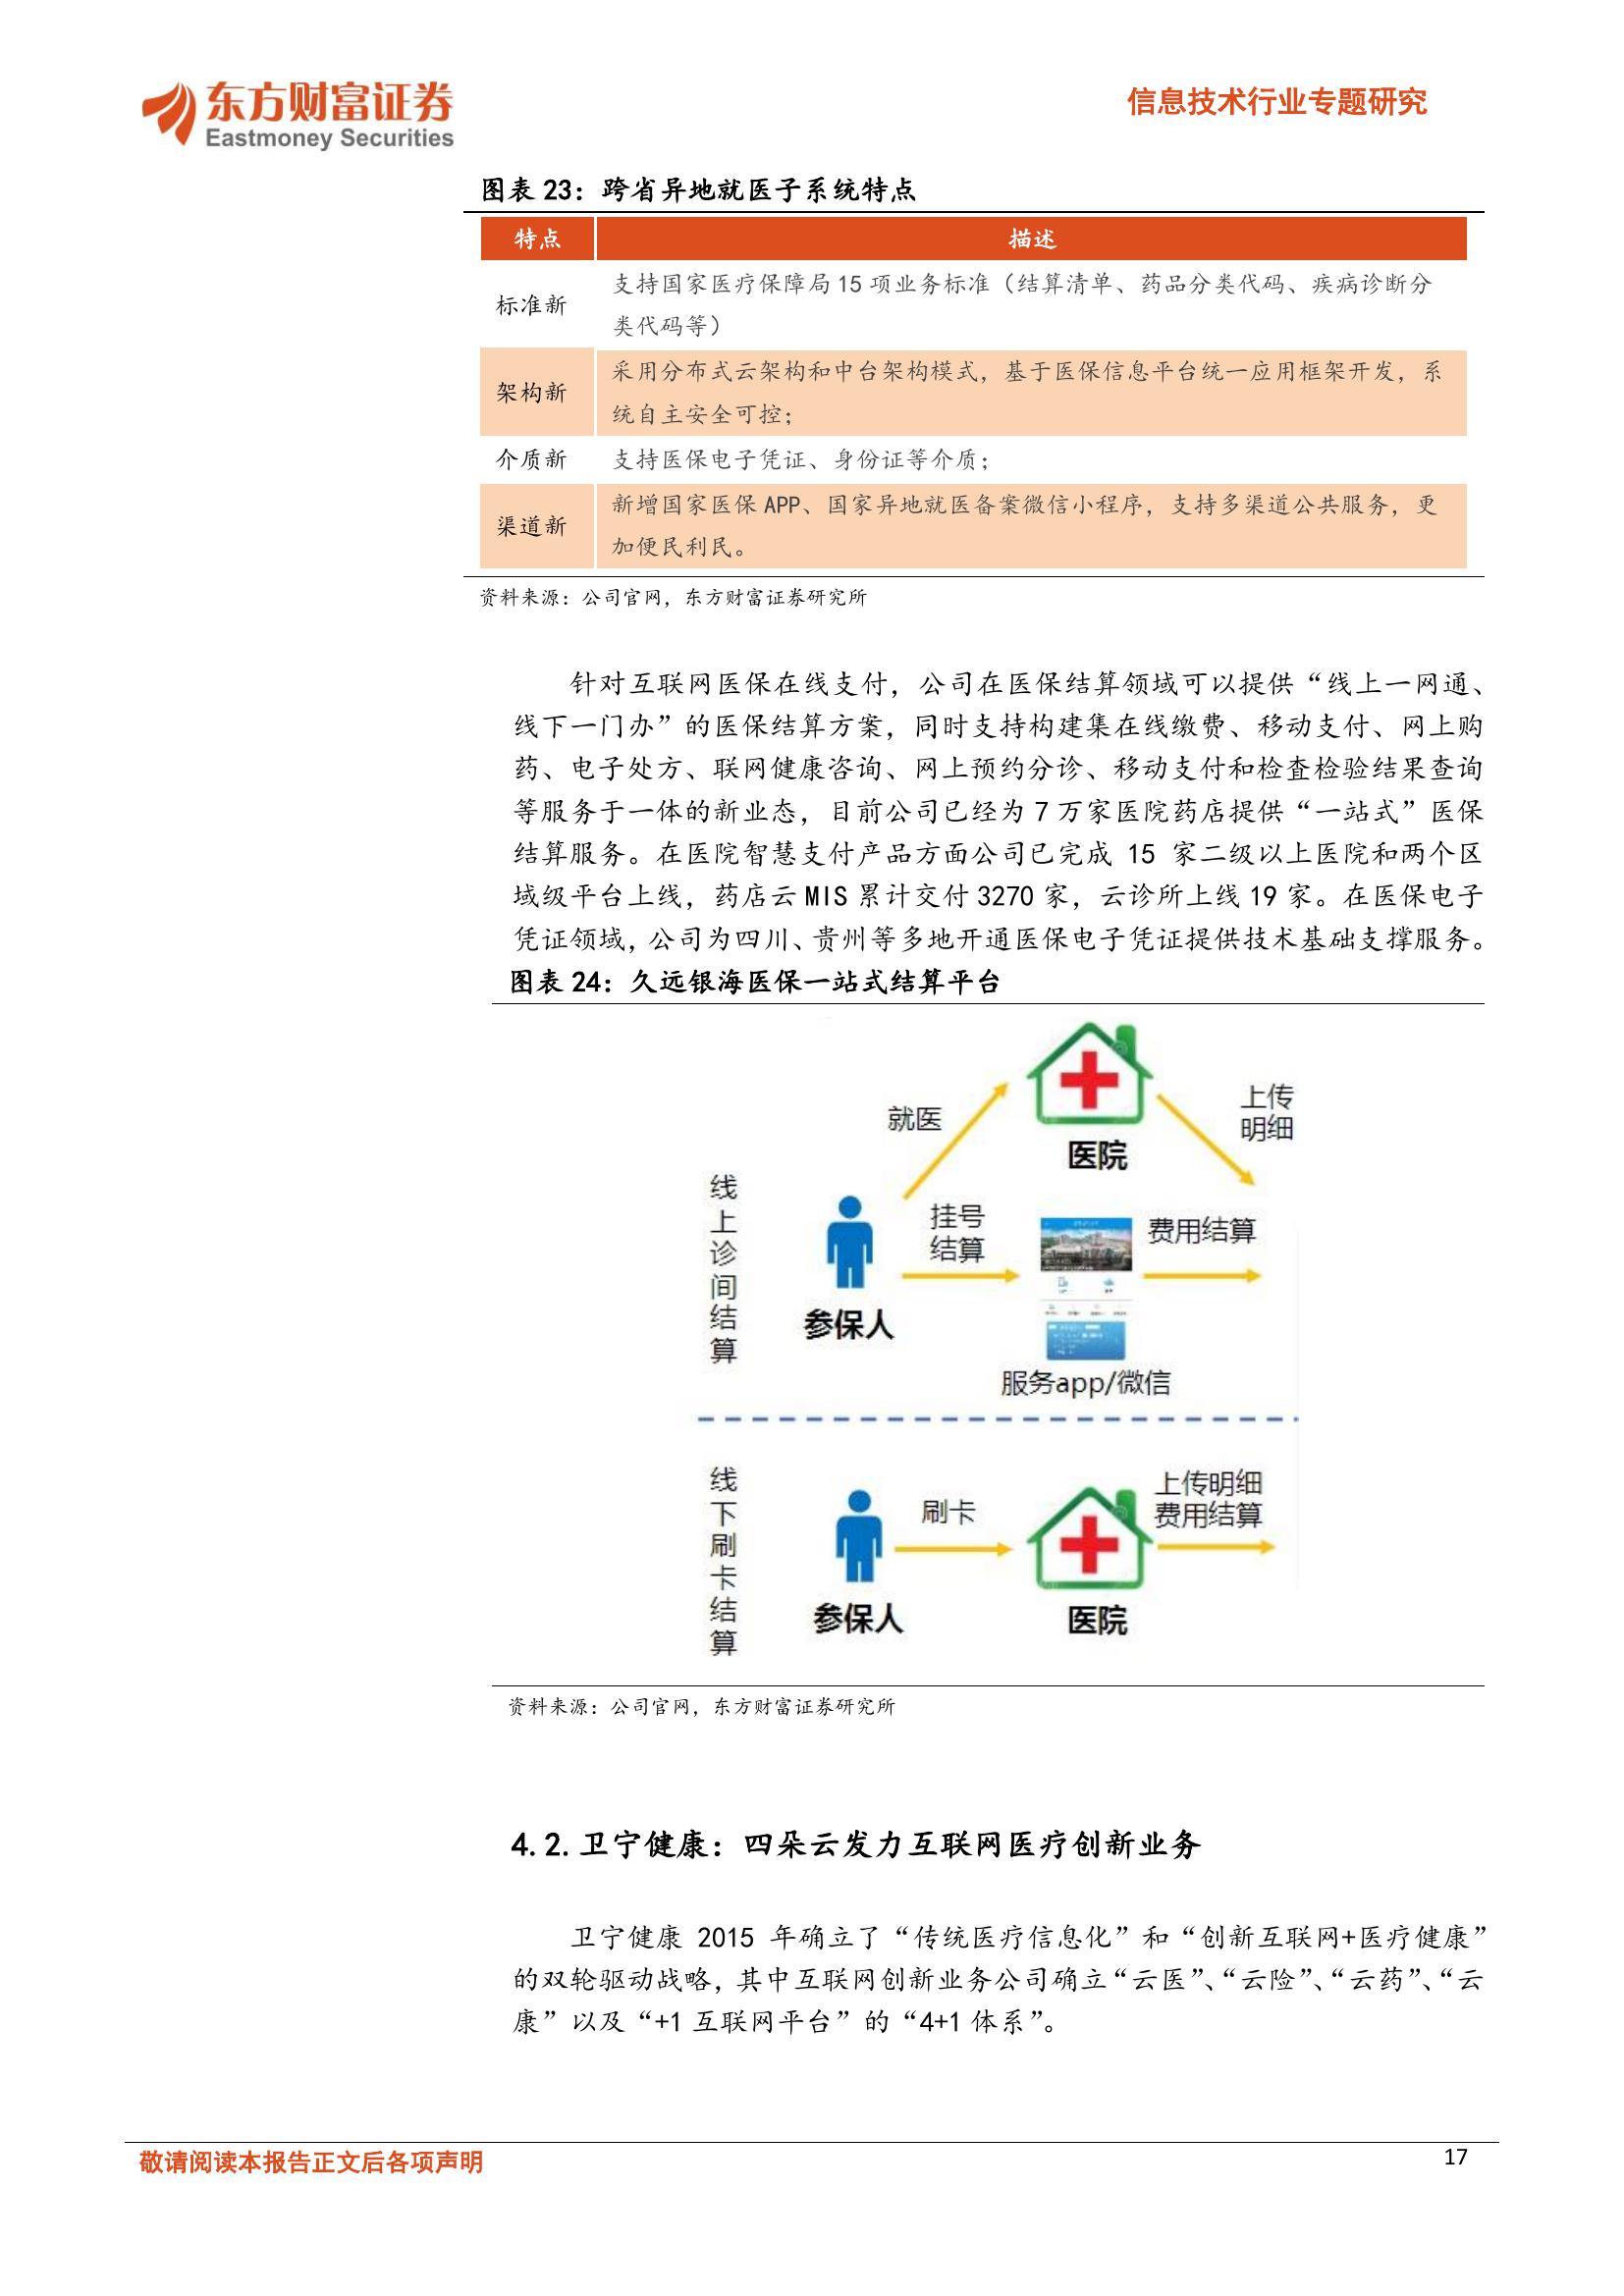 东方财富证券
Eastmoney Securities
信息技术行业专题研究
图表 23：跨省异地就医子系统特点
特点
描述
标准新
支持国家医疗保障局 15 项业务标准（结算清单、药品分类代码、疾病诊断分
类代码等）
架构新
采用分布式云架构和中台架构模式，基于医保信息平台统一应用框架开发，系
统自主安全可控；
介质新
支持医保电子凭证、身份证等介质；
渠道新
新增国家医保 APP、国家异地就医备案微信小程序，支持多渠道公共服务，更
加便民利民。
资料来源：公司官网，东方财富证券研究所
针对互联网医保在线支付，公司在医保结算领域可以提供“线上一网通、
线下一门办”的医保结算方案，同时支持构建集在线缴费、移动支付、网上购
药、电子处方、联网健康咨询、网上预约分诊、移动支付和检查检验结果查询
等服务于一体的新业态，目前公司已经为 7 万家医院药店提供“一站式”医保
结算服务。在医院智慧支付产品方面公司已完成 15 家二级以上医院和两个区
域级平台上线，药店云 MIS 累计交付 3270 家，云诊所上线 19 家。在医保电子
凭证领域，公司为四川、贵州等多地开通医保电子凭证提供技术基础支撑服务。
图表 24：久远银海医保一站式结算平台
线上诊间结算
就医
医院
上传
明细
参保人
挂号
结算
费用结算
服务app/微信
线下刷卡结算
参保人
刷卡
医院
上传明细
费用结算
资料来源：公司官网，东方财富证券研究所
4.2.卫宁健康：四朵云发力互联网医疗创新业务
卫宁健康 2015 年确立了“传统医疗信息化”和“创新互联网+医疗健康”
的双轮驱动战略，其中互联网创新业务公司确立“云医”、“云险”、“云药”、“云
康”以及“+1 互联网平台”的“4+1 体系”。
敬请阅读本报告正文后各项声明
17